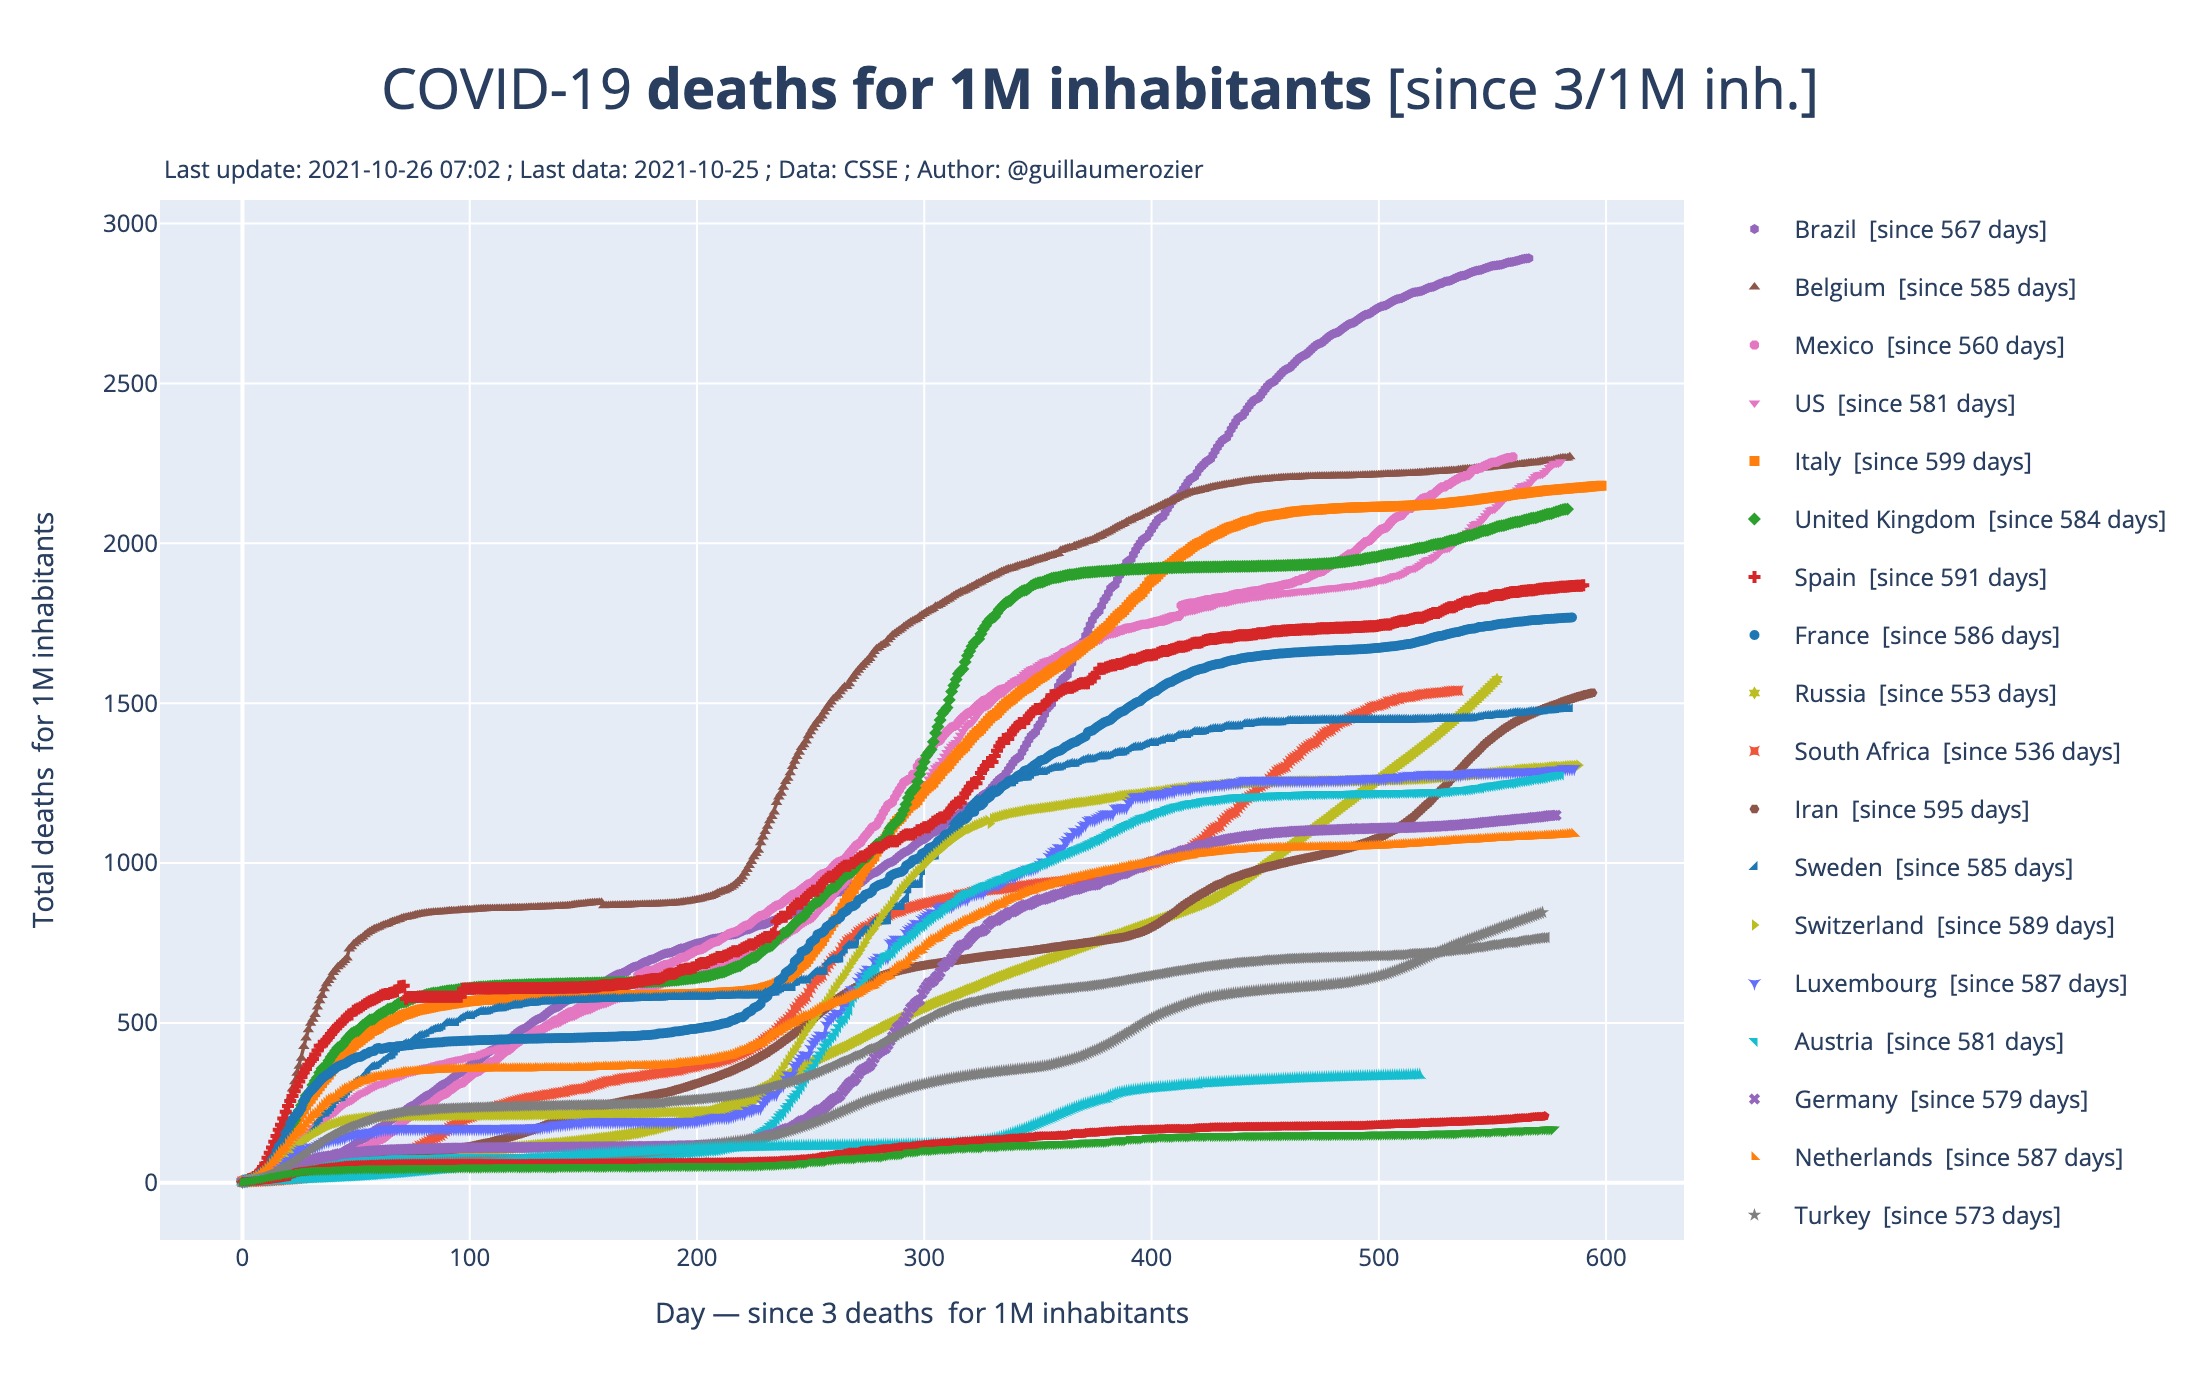 COVID-19 deaths for 1M inhabitants [since 3/1M inh.]
Last update: 2021-10-26 07:02 ; Last data: 2021-10-25 ; Data: CSSE ; Author: @guillaumerozier
3000
2500
2000
1500
1000
500
0
Total deaths for 1M inhabitants
0 100 200 300 400 500 600
Day — since 3 deaths for 1M inhabitants
Brazil [since 567 days]
Belgium [since 585 days]
Mexico [since 560 days]
US [since 581 days]
Italy [since 599 days]
United Kingdom [since 584 days]
Spain [since 591 days]
France [since 586 days]
Russia [since 553 days]
South Africa [since 536 days]
Iran [since 595 days]
Sweden [since 585 days]
Switzerland [since 589 days]
Luxembourg [since 587 days]
Austria [since 581 days]
Germany [since 579 days]
Netherlands [since 587 days]
Turkey [since 573 days]